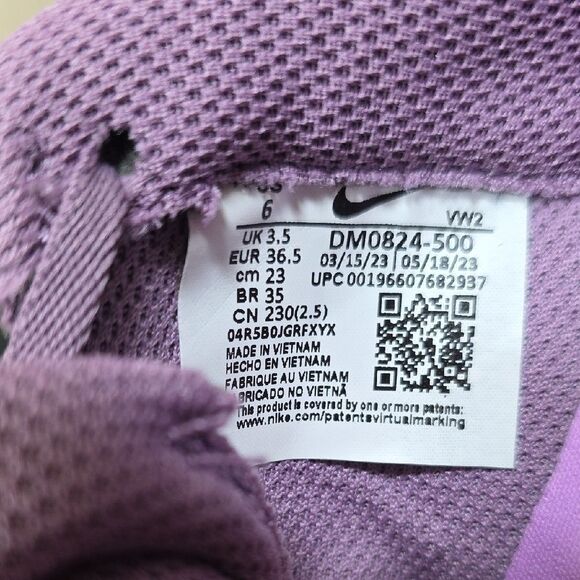 6
VW2
UK 3.5 DM0824-500
EUR 36.5 03/15/23 05/18/23
cm 23 UPC 00196607682937
BR 35
CN 230(2.5)
04R5B0JGRFXYX
MADE IN VIETNAM
HECHO EN VIETNAM
FABRIQUE AU VIETNAM
ABRICADO NO VIETNÃ
This product is covered by one or more patents:
www.nike.com/patentsvirtualmarking